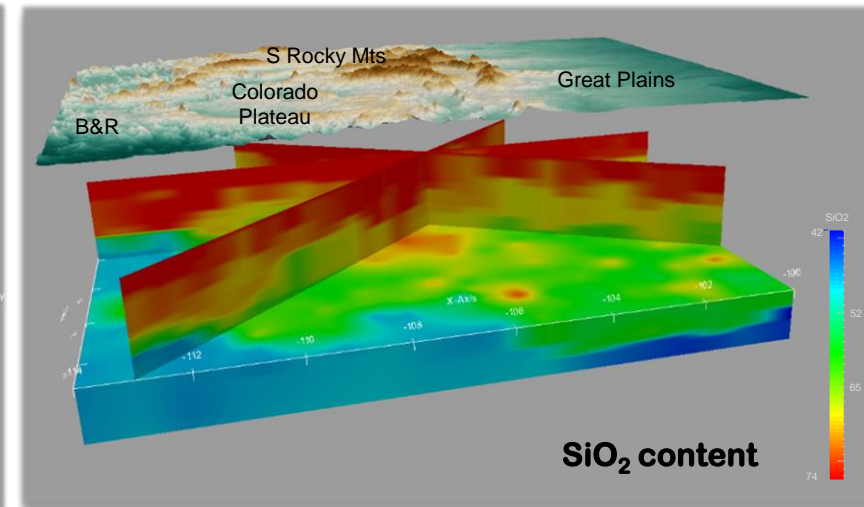 S Rocky Mts
Colorado
Plateau
Great Plains
B&R
SiO2
42
52
65
74
X-Axis
-112
-110
-108
-106
-104
-102
-100
-114
SiO₂ content